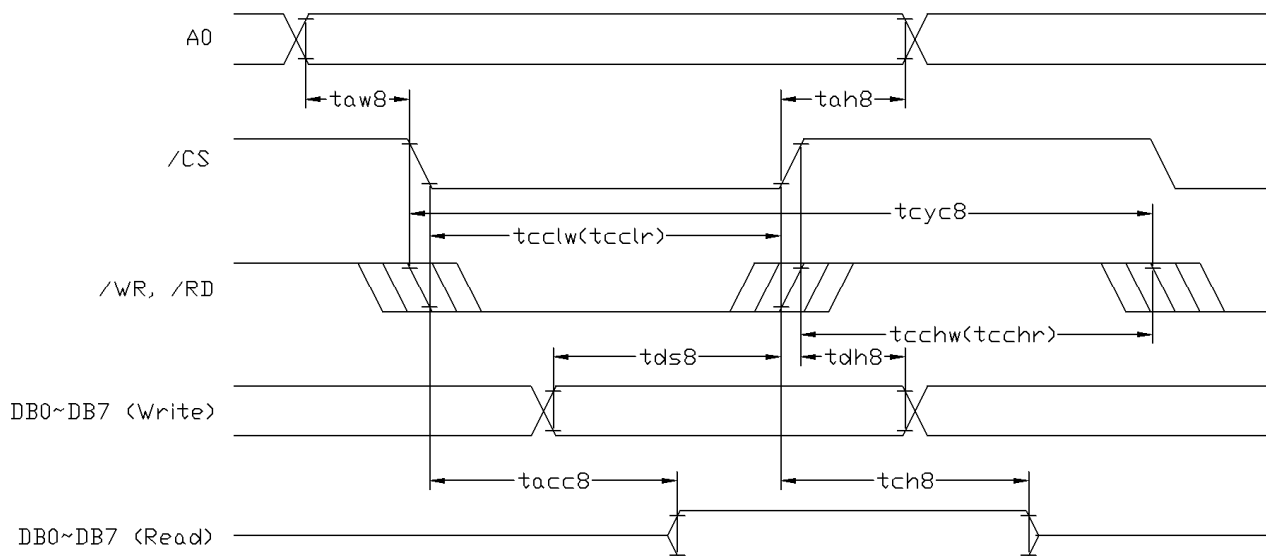 A0
taw8
tah8
/CS
tcyc8
tcclw(tcclr)
/WR, /RD
tcchw(tcchr)
tds8
tdh8
DB0~DB7 (Write)
tacc8
tch8
DB0~DB7 (Read)